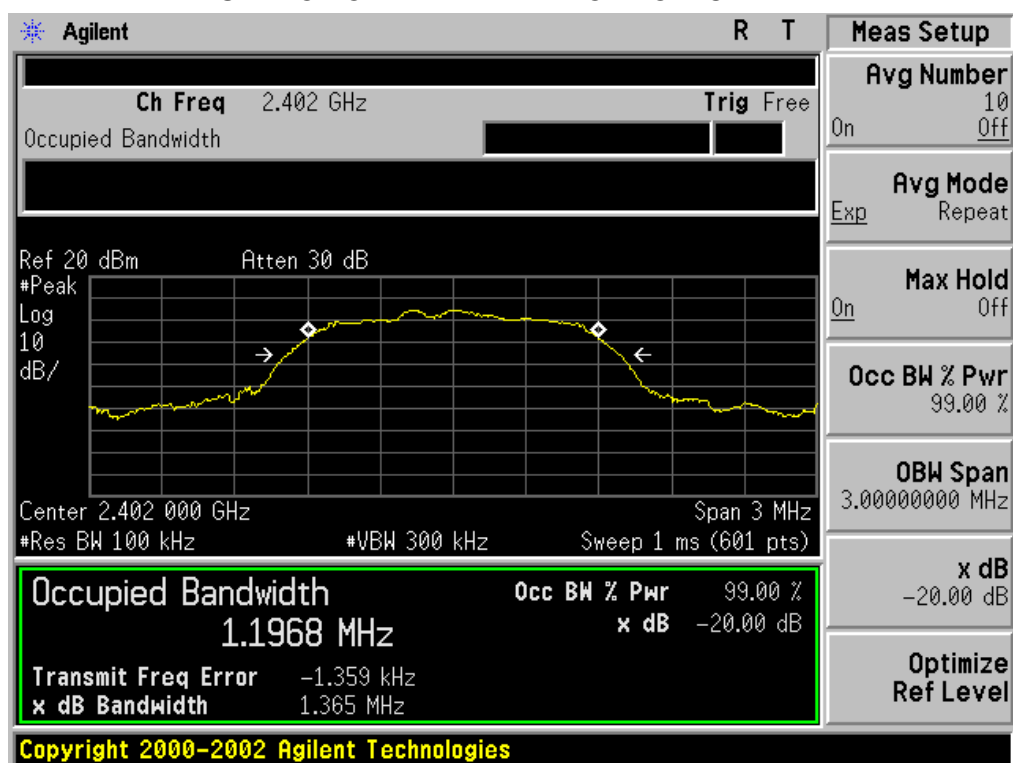 Agilent R T
Ch Freq 2.402 GHz Trig Free
Occupied Bandwidth
Ref 20 dBm Atten 30 dB
#Peak
Log
10
dB/
Center 2.402 000 GHz Span 3 MHz
#Res BW 100 kHz #VBW 300 kHz Sweep 1 ms (601 pts)
Occupied Bandwidth Occ BW % Pwr 99.00 %
1.1968 MHz x dB -20.00 dB
Transmit Freq Error -1.359 kHz
x dB Bandwidth 1.365 MHz
Copyright 2000-2002 Agilent Technologies
Meas Setup
Avg Number
10
On Off
Avg Mode
Exp Repeat
Max Hold
On Off
Occ BW % Pwr
99.00 %
OBW Span
3.00000000 MHz
x dB
-20.00 dB
Optimize
Ref Level